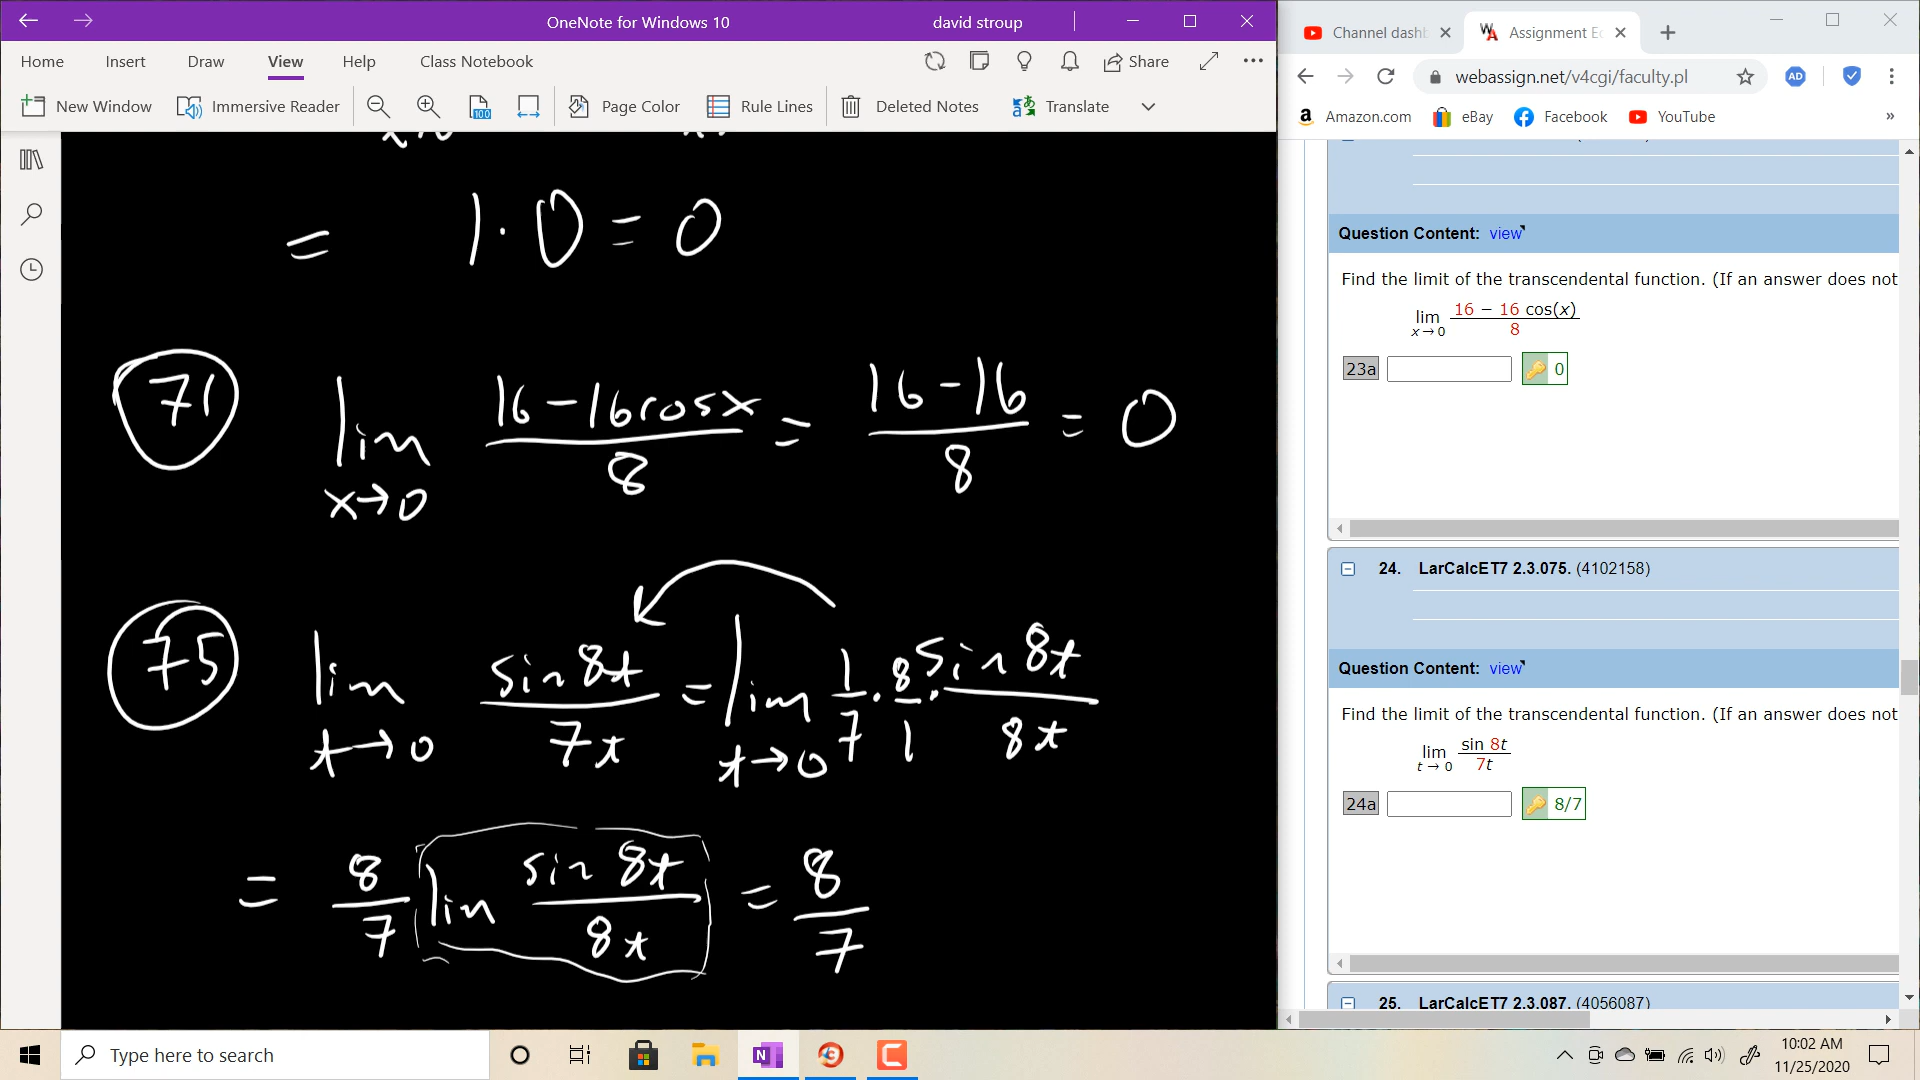 OneNote for Windows 10
david stroup
Home Insert Draw View Help Class Notebook Share
New Window Immersive Reader 100 Page Color Rule Lines Deleted Notes Translate
= 1 · 0 = 0
71 lim x→0 16 - 16cosx / 8 = 16 - 16 / 8 = 0
75 lim t→0 sin 8t / 7t = lim t→0 1/7 · 8/1 · sin 8t / 8t
= 8/7 lim sin 8t / 8t = 8/7
Type here to search
Channel dashb
Assignment Ed
webassign.net/v4cgi/faculty.pl
Amazon.com eBay Facebook YouTube »
Question Content: view
Find the limit of the transcendental function. (If an answer does not
lim x→0 16 − 16 cos(x) / 8
23a 0
24. LarCalcET7 2.3.075. (4102158)
Question Content: view
Find the limit of the transcendental function. (If an answer does not
lim t→0 sin 8t / 7t
24a 8/7
25. LarCalcET7 2.3.087. (4056087)
10:02 AM
11/25/2020